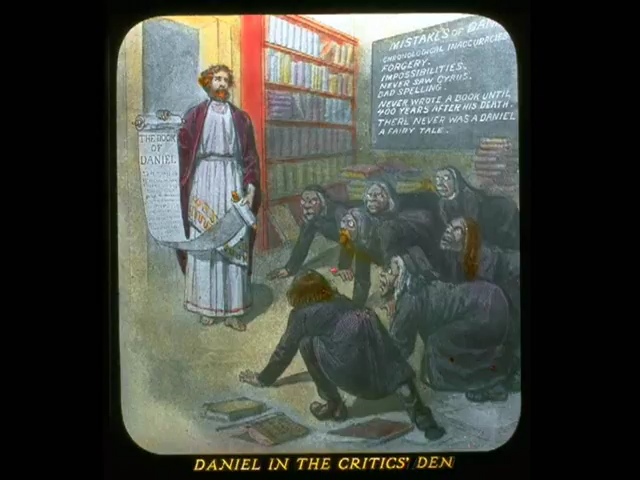 MISTAKES of DAN
CHRONOLOGICAL INACCURACIES
FORGERY.
IMPOSSIBILITIES.
NEVER SAW CYRUS.
BAD SPELLING.
NEVER WROTE A BOOK UNTIL
400 YEARS AFTER HIS DEATH.
THERE NEVER WAS A DANIEL
A FAIRY TALE.
THE BOOK
OF
DANIEL
DANIEL IN THE CRITICS' DEN